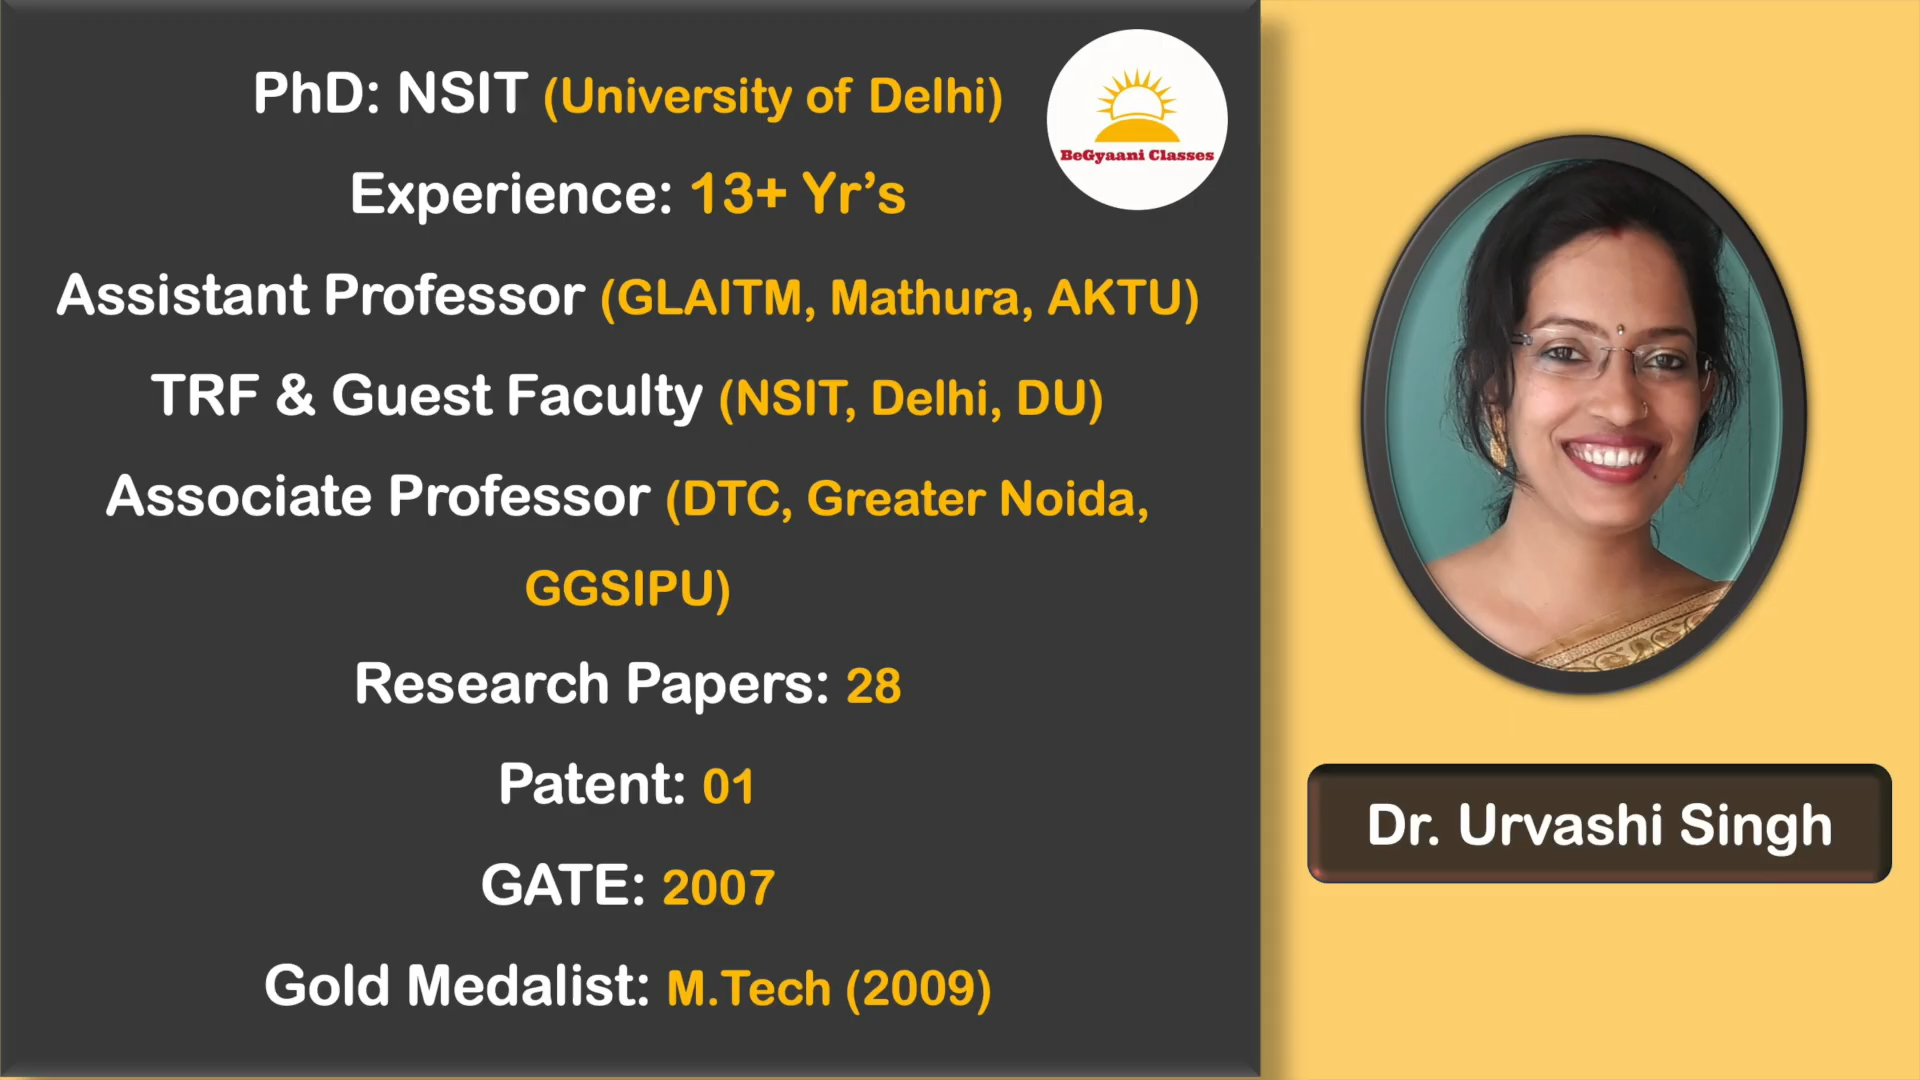 PhD: NSIT (University of Delhi)
BeGyaani Classes
Experience: 13+ Yr’s
Assistant Professor (GLAITM, Mathura, AKTU)
TRF & Guest Faculty (NSIT, Delhi, DU)
Associate Professor (DTC, Greater Noida,
GGSIPU)
Research Papers: 28
Patent: 01
GATE: 2007
Gold Medalist: M.Tech (2009)
Dr. Urvashi Singh